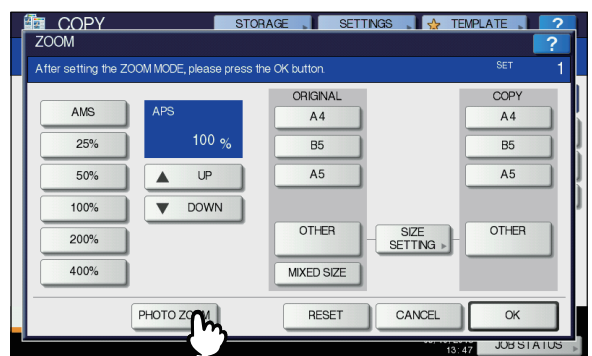 COPY STORAGE SETTINGS TEMPLATE ?
ZOOM ?
After setting the ZOOM MODE, please press the OK button. SET 1
ORIGINAL COPY
AMS APS A4 A4
25% 100 % B5 B5
50% UP A5 A5
100% DOWN
200% OTHER SIZE SETTING OTHER
400% MIXED SIZE
PHOTO ZOOM RESET CANCEL OK
13:47 JOB STATUS